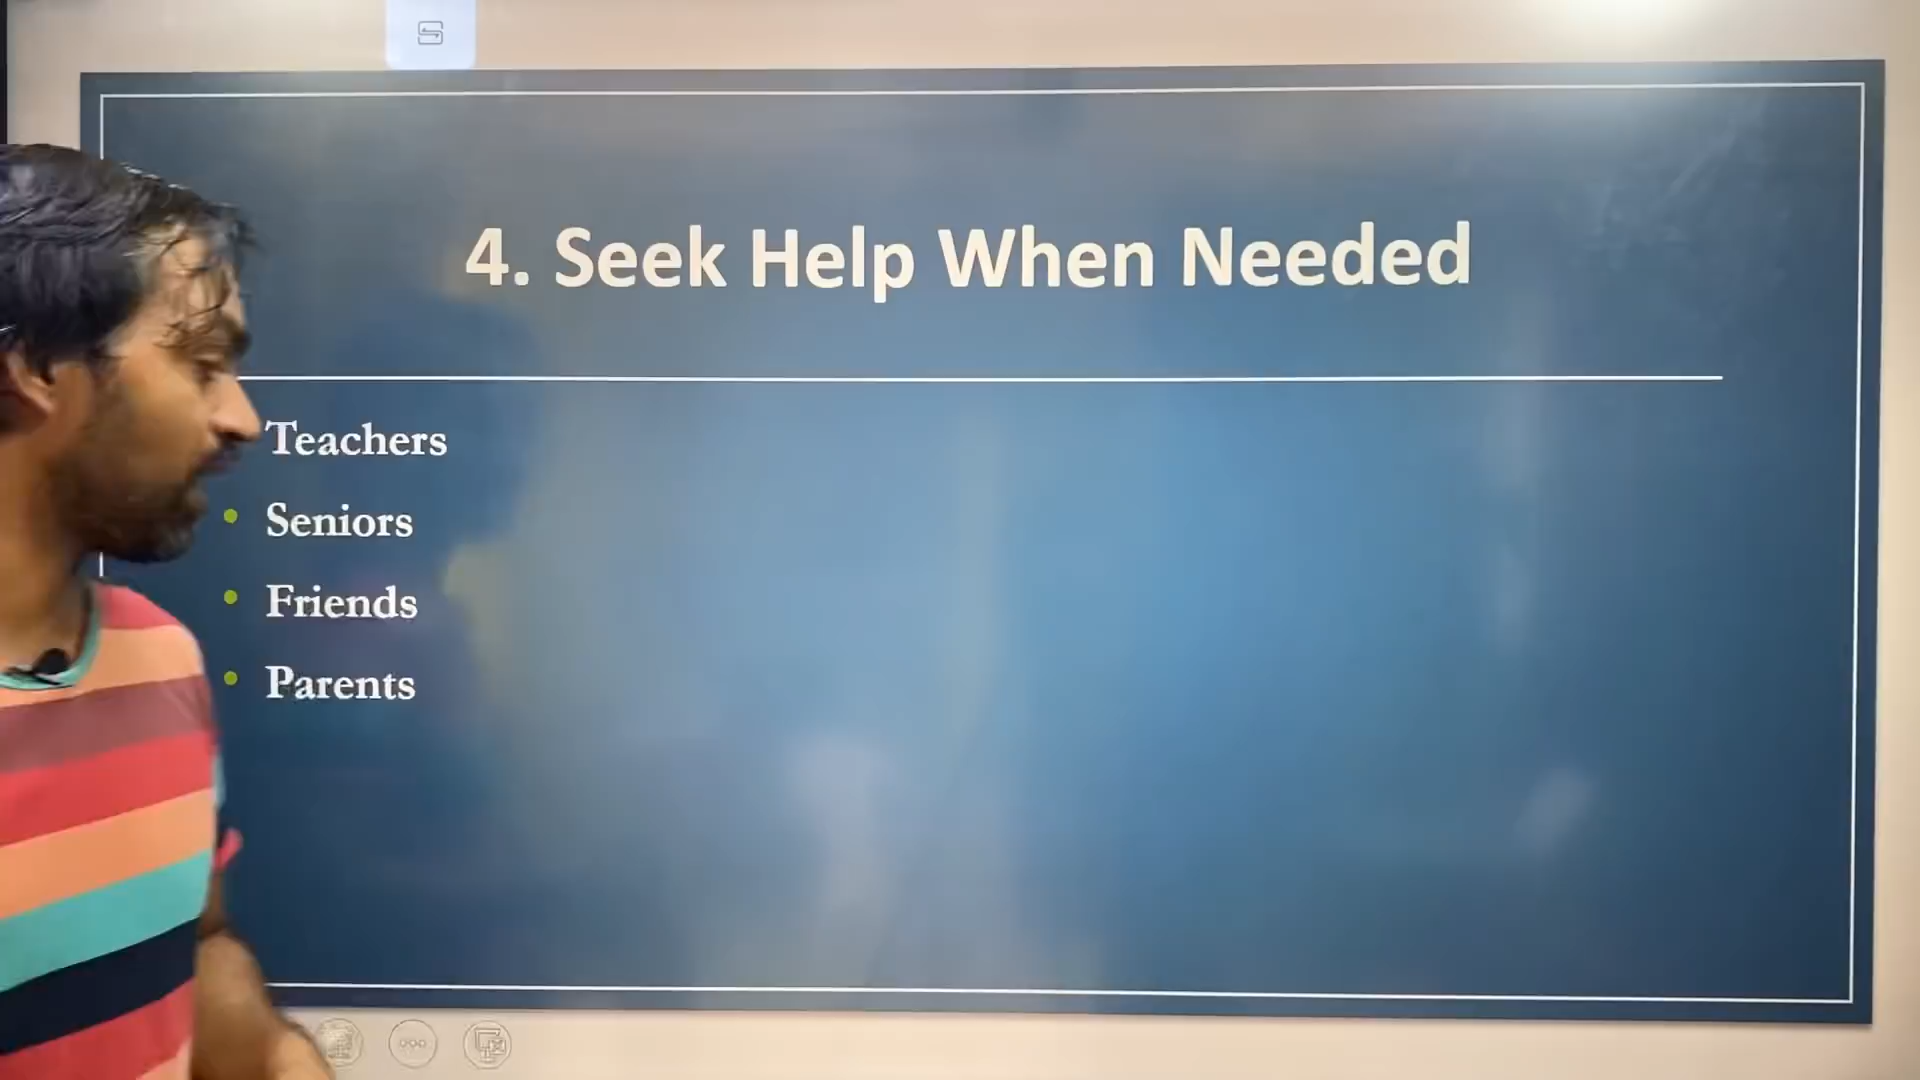 4. Seek Help When Needed
Teachers
• Seniors
• Friends
• Parents